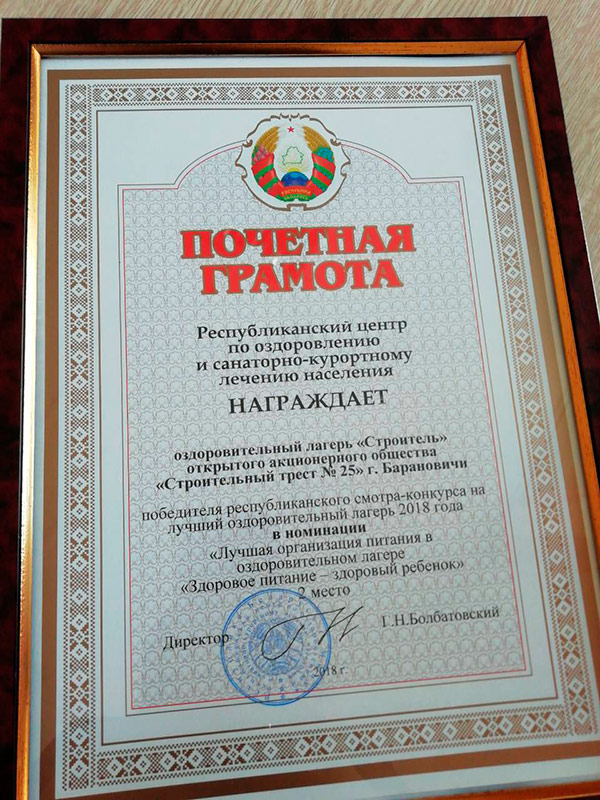 ПОЧЕТНАЯ
ГРАМОТА
Республиканский центр
по оздоровлению
и санаторно-курортному
лечению населения
НАГРАЖДАЕТ
оздоровительный лагерь «Строитель»
открытого акционерного общества
«Строительный трест № 25» г. Барановичи
победителя республиканского смотра-конкурса на
лучший оздоровительный лагерь 2018 года
в номинации
«Лучшая организация питания в
оздоровительном лагере
«Здоровое питание – здоровый ребенок»
2 место
Директор
Г.Н.Болбатовский
2018 г.